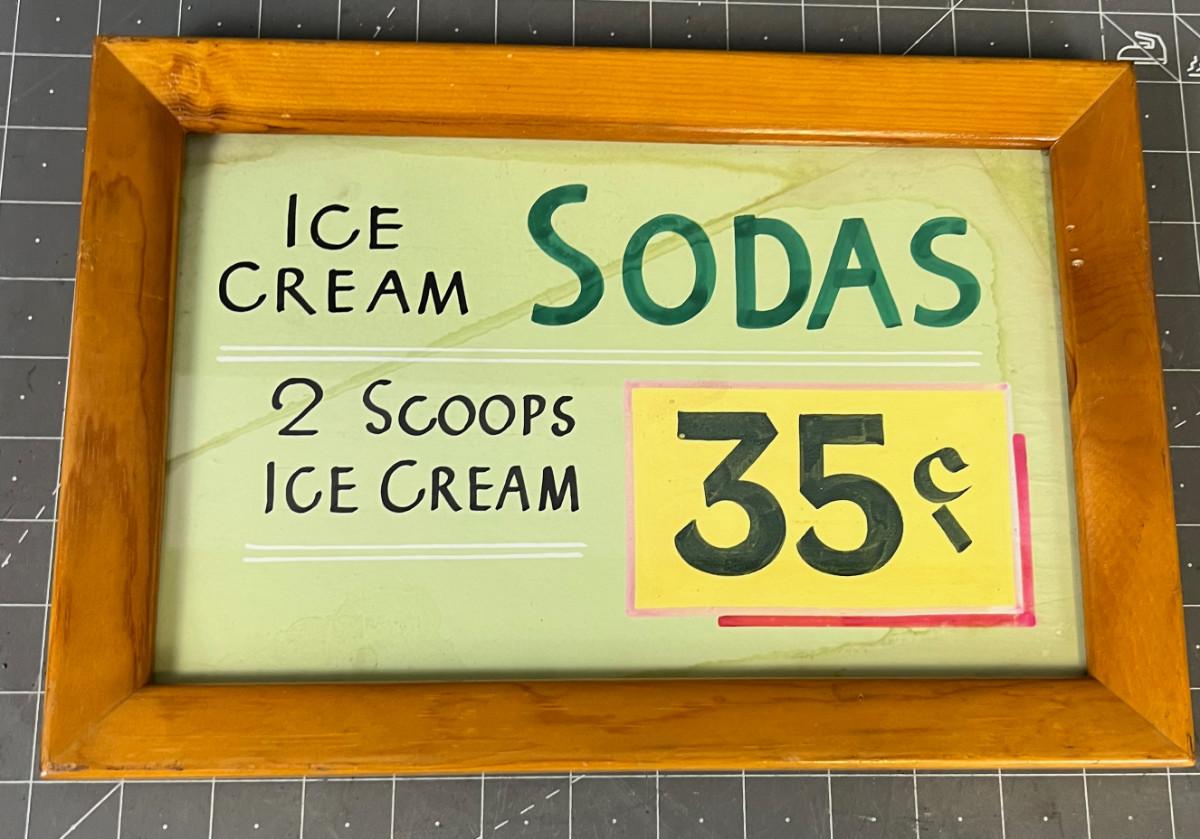 ICE
CREAM SODAS
2 SCOOPS
ICE CREAM
35¢